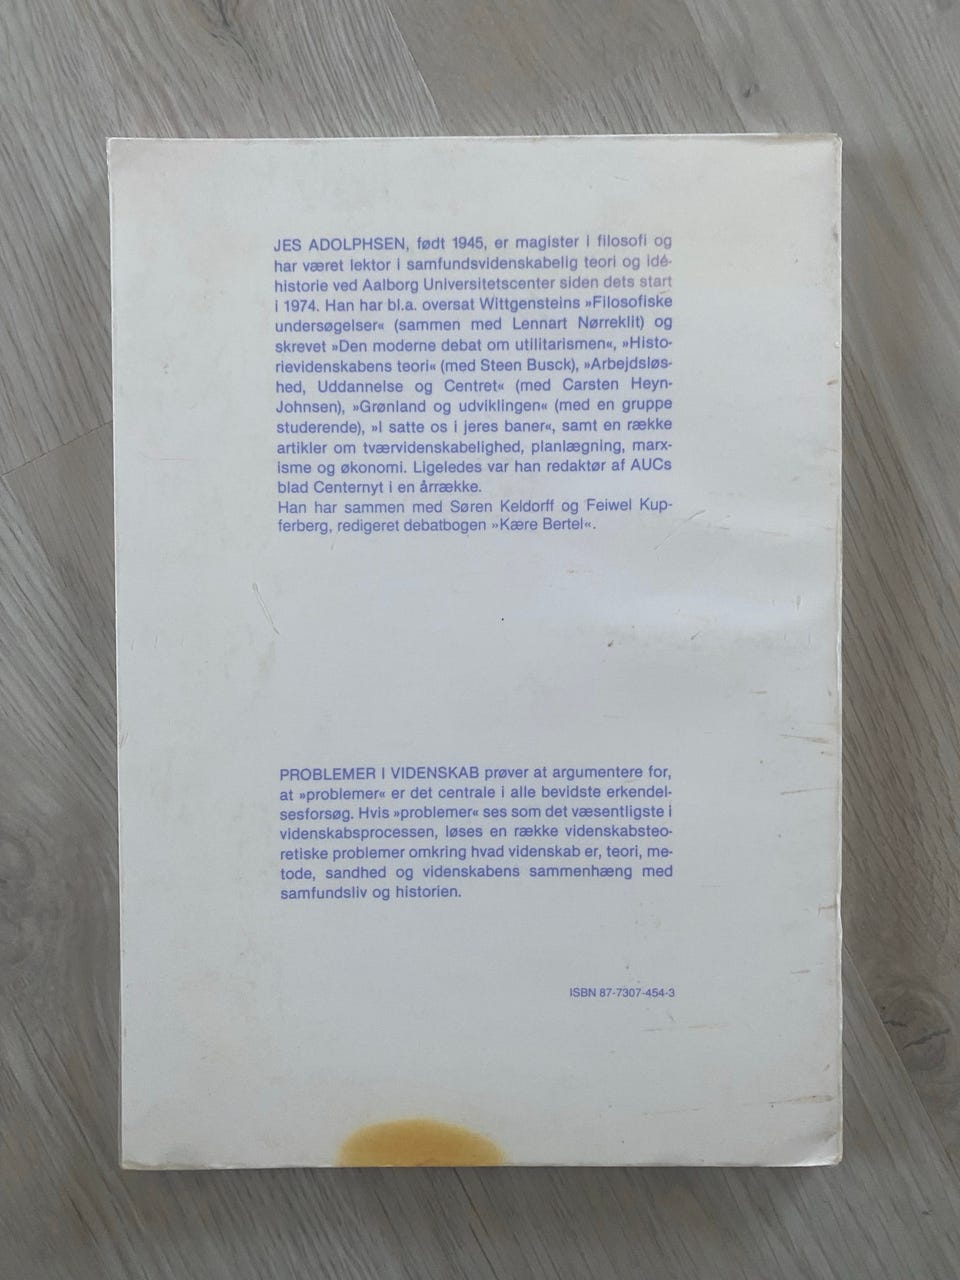 JES ADOLPHSEN, født 1945, er magister i filosofi og
har været lektor i samfundsvidenskabelig teori og idé-
historie ved Aalborg Universitetscenter siden dets start
i 1974. Han har bl.a. oversat Wittgensteins »Filosofiske
undersøgelser« (sammen med Lennart Nørreklit) og
skrevet »Den moderne debat om utilitarismen«, »Histo-
rievidenskabens teori« (med Steen Busck), »Arbejdsløs-
hed, Uddannelse og Centret« (med Carsten Heyn-
Johnsen), »Grønland og udviklingen« (med en gruppe
studerende), »I satte os i jeres baner«, samt en række
artikler om tværvidenskabelighed, planlægning, marx-
isme og økonomi. Ligeledes var han redaktør af AUCs
blad Centernyt i en årrække.
Han har sammen med Søren Keldorff og Feiwel Kup-
ferberg, redigeret debatbogen »Kære Bertel«.
PROBLEMER I VIDENSKAB prøver at argumentere for,
at »problemer« er det centrale i alle bevidste erkendel-
sesforsøg. Hvis »problemer« ses som det væsentligste i
videnskabsprocessen, løses en række videnskabsteo-
retiske problemer omkring hvad videnskab er, teori, me-
tode, sandhed og videnskabens sammenhæng med
samfundsliv og historien.
ISBN 87-7307-454-3